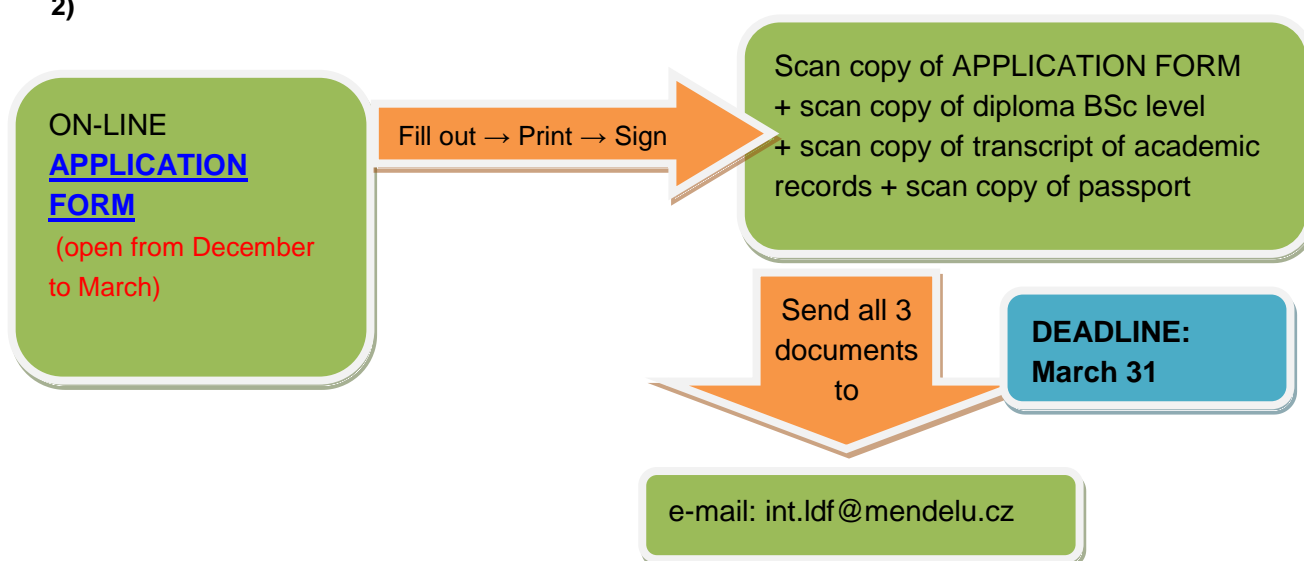 2)
ON-LINE
APPLICATION
FORM
(open from December
to March)
Fill out → Print → Sign
Scan copy of APPLICATION FORM
+ scan copy of diploma BSc level
+ scan copy of transcript of academic
records + scan copy of passport
Send all 3
documents
to
DEADLINE:
March 31
e-mail: int.ldf@mendelu.cz